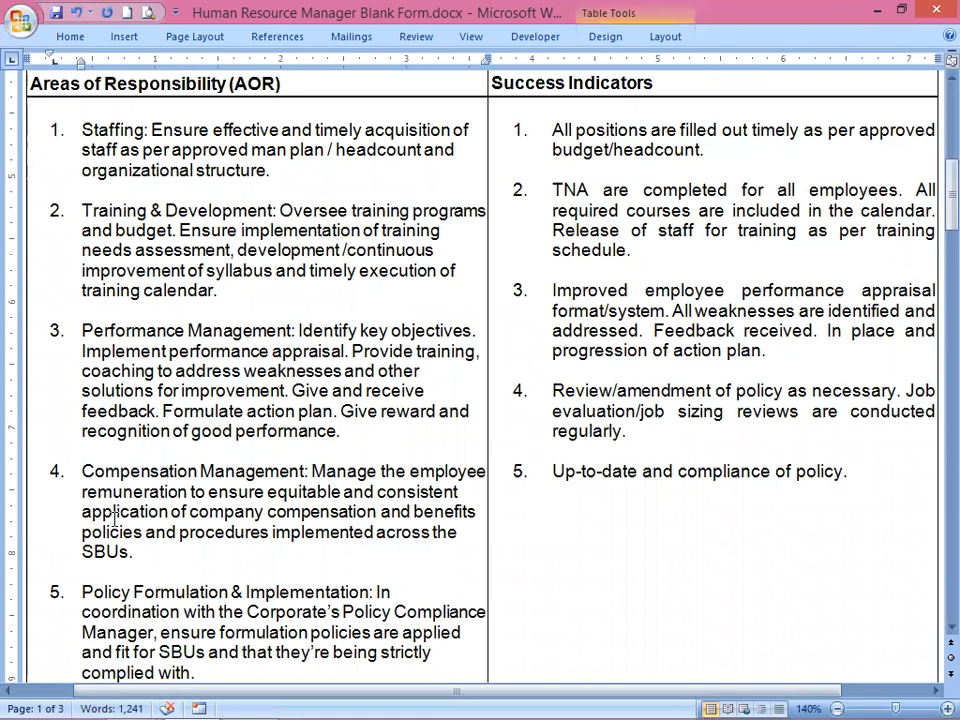 Human Resource Manager Blank Form.docx - Microsoft W...
Table Tools
Home Insert Page Layout References Mailings Review View Developer Design Layout
1 2 3 4 5 6 7
Areas of Responsibility (AOR)
1. Staffing: Ensure effective and timely acquisition of
staff as per approved man plan / headcount and
organizational structure.
2. Training & Development: Oversee training programs
and budget. Ensure implementation of training
needs assessment, development /continuous
improvement of syllabus and timely execution of
training calendar.
3. Performance Management: Identify key objectives.
Implement performance appraisal. Provide training,
coaching to address weaknesses and other
solutions for improvement. Give and receive
feedback. Formulate action plan. Give reward and
recognition of good performance.
4. Compensation Management: Manage the employee
remuneration to ensure equitable and consistent
application of company compensation and benefits
policies and procedures implemented across the
SBUs.
5. Policy Formulation & Implementation: In
coordination with the Corporate's Policy Compliance
Manager, ensure formulation policies are applied
and fit for SBUs and that they're being strictly
complied with.
Success Indicators
1. All positions are filled out timely as per approved
budget/headcount.
2. TNA are completed for all employees. All
required courses are included in the calendar.
Release of staff for training as per training
schedule.
3. Improved employee performance appraisal
format/system. All weaknesses are identified and
addressed. Feedback received. In place and
progression of action plan.
4. Review/amendment of policy as necessary. Job
evaluation/job sizing reviews are conducted
regularly.
5. Up-to-date and compliance of policy.
5
6
7
8
9
Page: 1 of 3 Words: 1,241 140%